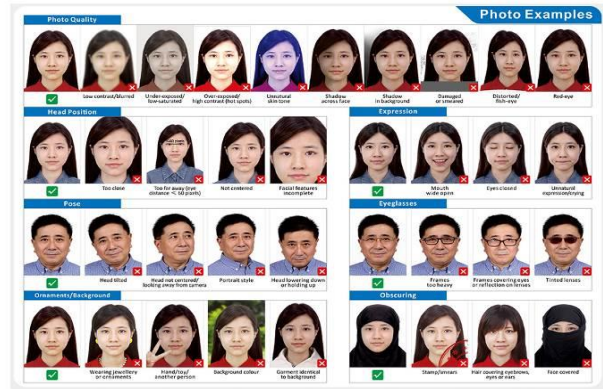 Photo Examples
Photo Quality
Low contrast/blurred
Under-exposed/
low-saturated
Over-exposed/
high contrast (hot spots)
Unnatural
skin tone
Shadow
across face
Shadow
in background
Damaged
or smeared
Distorted/
fish-eye
Red-eye
Head Position
Too close
Too far away (eye
distance < 60 pixels)
Not centered
Facial features
incomplete
Expression
Mouth
wide open
Eyes closed
Unnatural
expression/crying
Pose
Head tilted
Head not centered/
looking away from camera
Portrait style
Head lowering down
or holding up
Eyeglasses
Frames
too heavy
Frames covering eyes
or reflection on lenses
Tinted lenses
Ornaments/Background
Wearing jewellery
or ornaments
Hand/toy/
another person
Background colour
Garment identical
to background
Obscuring
Stamp/smears
Hair covering eyebrows,
eyes or ears
Face covered